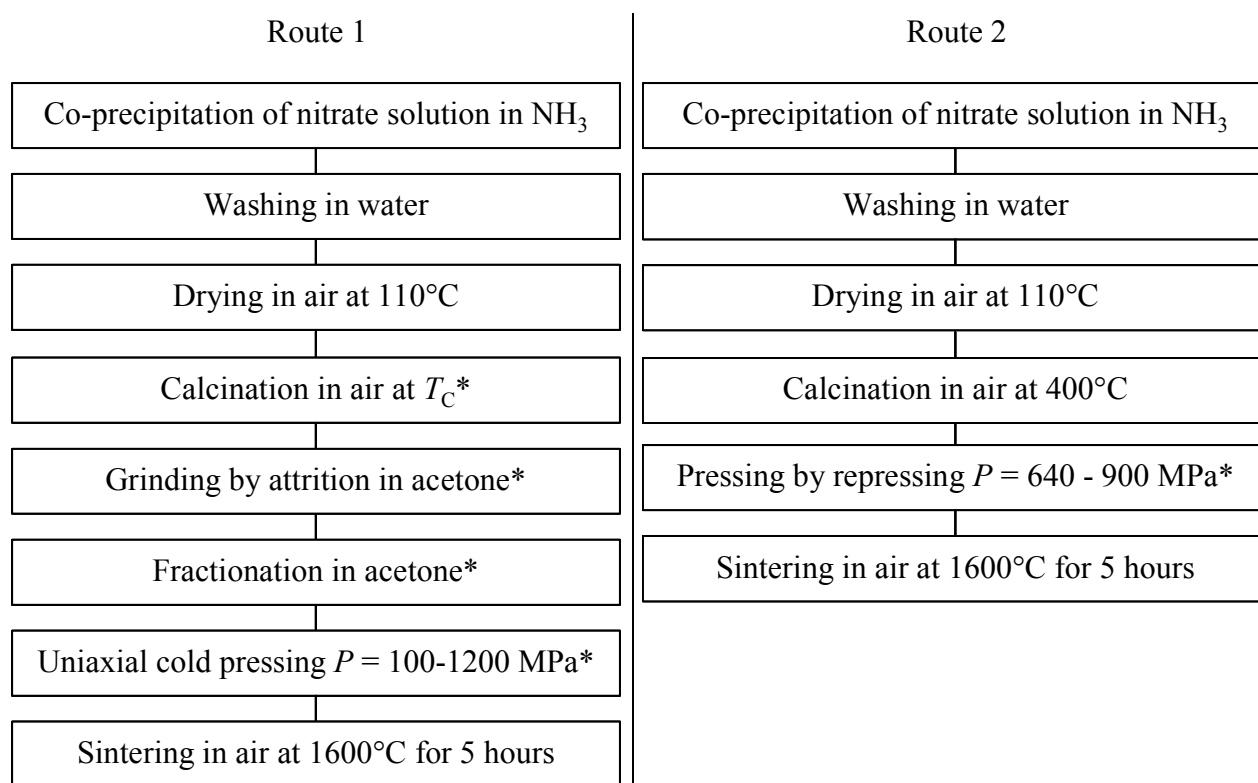 Route 1
Co-precipitation of nitrate solution in NH₃
Washing in water
Drying in air at 110°C
Calcination in air at T_C*
Grinding by attrition in acetone*
Fractionation in acetone*
Uniaxial cold pressing P = 100-1200 MPa*
Sintering in air at 1600°C for 5 hours
Route 2
Co-precipitation of nitrate solution in NH₃
Washing in water
Drying in air at 110°C
Calcination in air at 400°C
Pressing by repressing P = 640 - 900 MPa*
Sintering in air at 1600°C for 5 hours